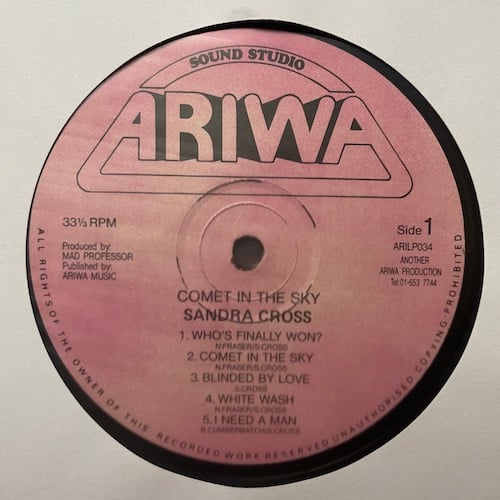 SOUND STUDIO
ARIWA
33⅓ RPM
Side 1
Produced by:
MAD PROFESSOR
Published by:
ARIWA MUSIC
ARILP034
ANOTHER
ARIWA PRODUCTION
Tel:01-653 7744
COMET IN THE SKY
SANDRA CROSS
1. WHO'S FINALLY WON?
N.FRASER/S.CROSS
2. COMET IN THE SKY
N.FRASER/S.CROSS
3. BLINDED BY LOVE
S.CROSS
4. WHITE WASH
N.FRASER/S.CROSS
5. I NEED A MAN
B.CUMBERBATCH/S.CROSS
ALL RIGHTS OF THE OWNER OF THIS RECORDED WORK RESERVED.UNAUTHORISED COPYING PROHIBITED